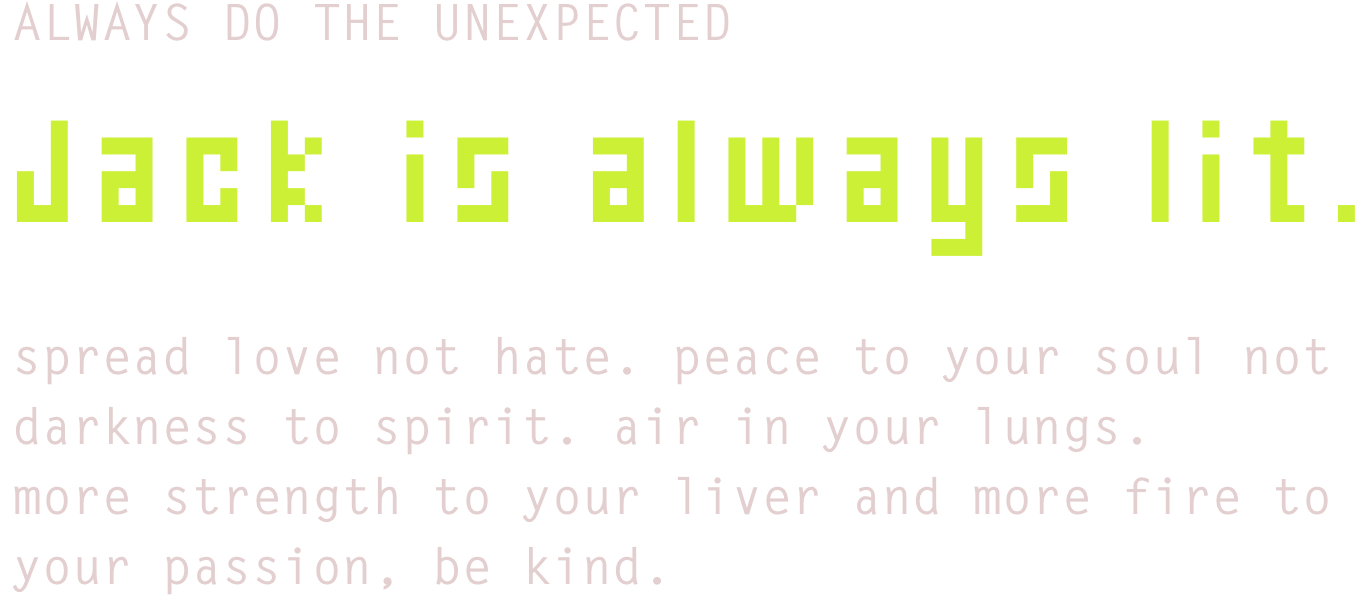 ALWAYS DO THE UNEXPECTED
Jack is always lit.
spread love not hate. peace to your soul not
darkness to spirit. air in your lungs.
more strength to your liver and more fire to
your passion, be kind.